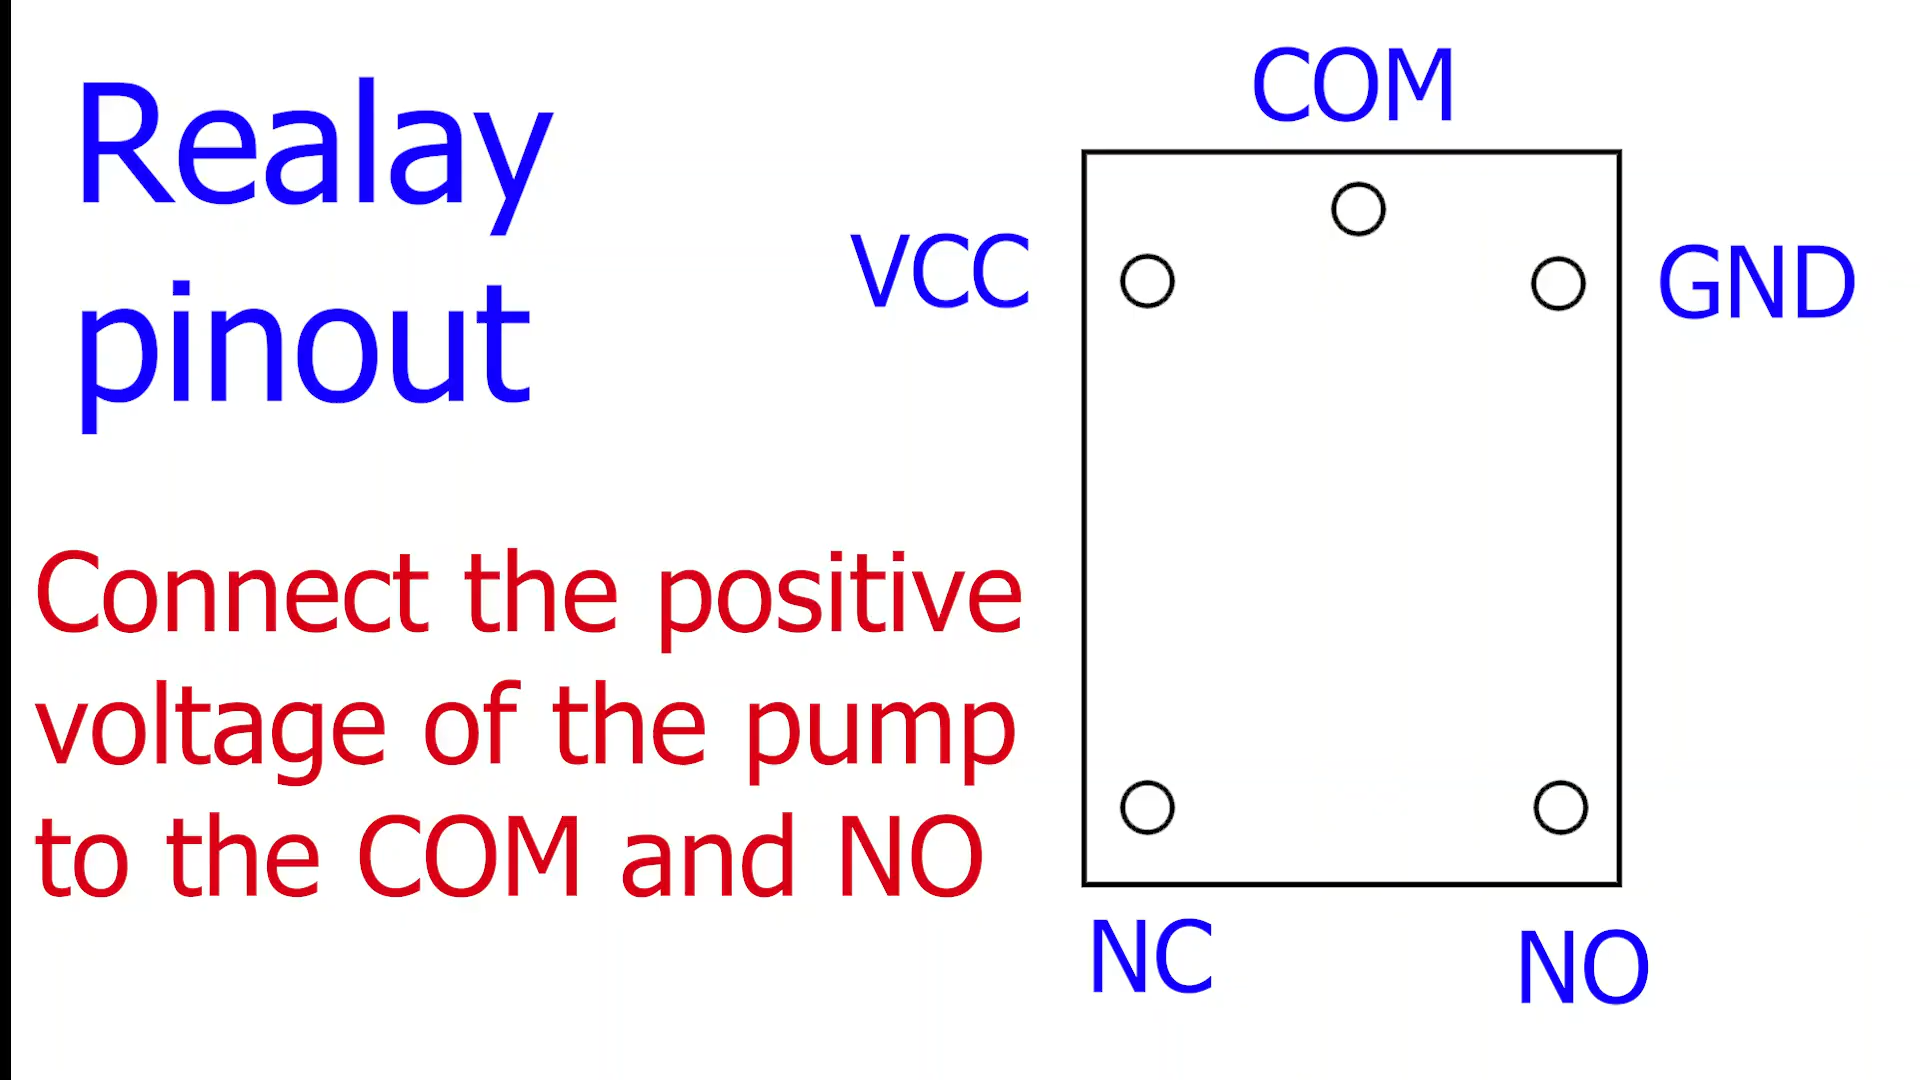 Realay
pinout
COM
VCC
GND
Connect the positive
voltage of the pump
to the COM and NO
NC
NO